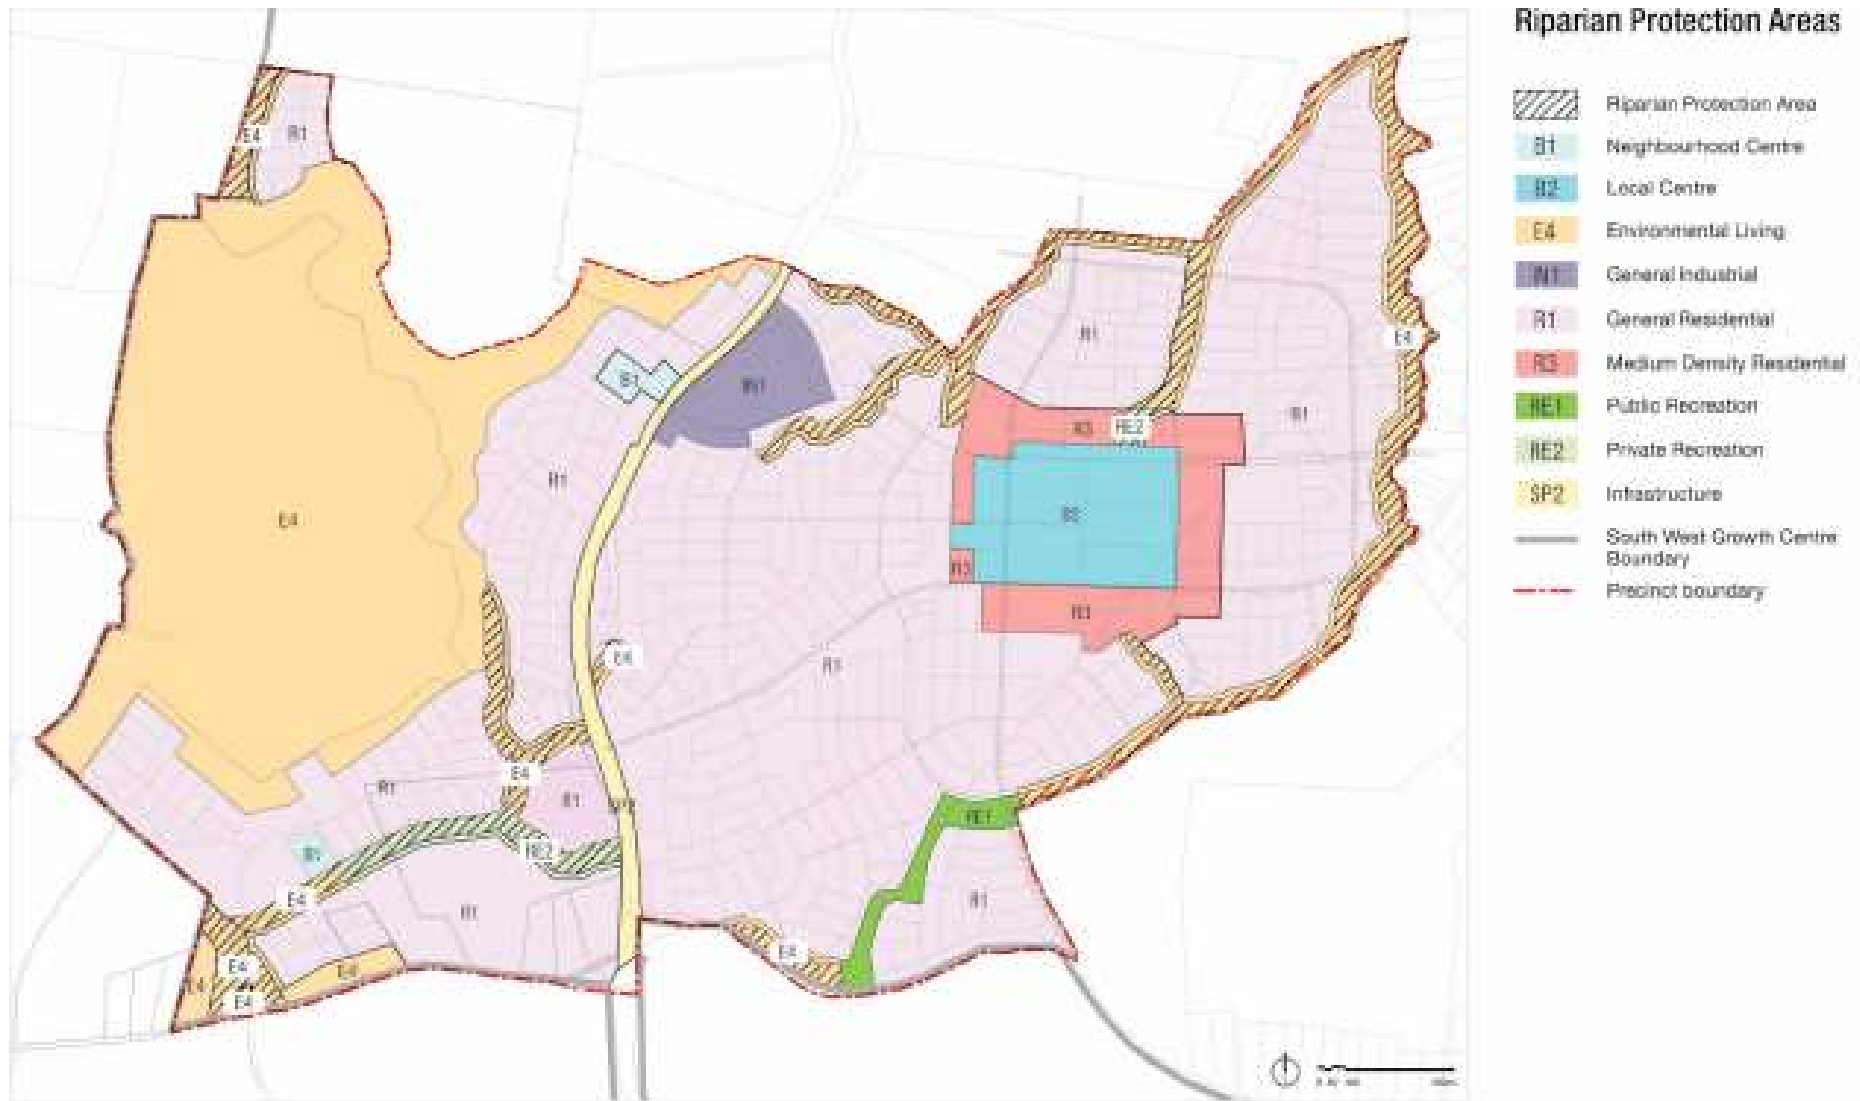 Riparian Protection Areas
Riparian Protection Area
B1 Neighbourhood Centre
B2 Local Centre
E4 Environmental Living
IN1 General Industrial
R1 General Residential
R3 Medium Density Residential
RE1 Public Recreation
RE2 Private Recreation
SP2 Infrastructure
South West Growth Centre
Boundary
Precinct boundary
E4
R1
R1
E4
B1
IN1
R1
R3
RE2
R1
E4
B2
R3
R3
E4
R1
E4
R1
R1
RE1
B1
RE2
E4
R1
R1
E4
E4
E4
E4
E4